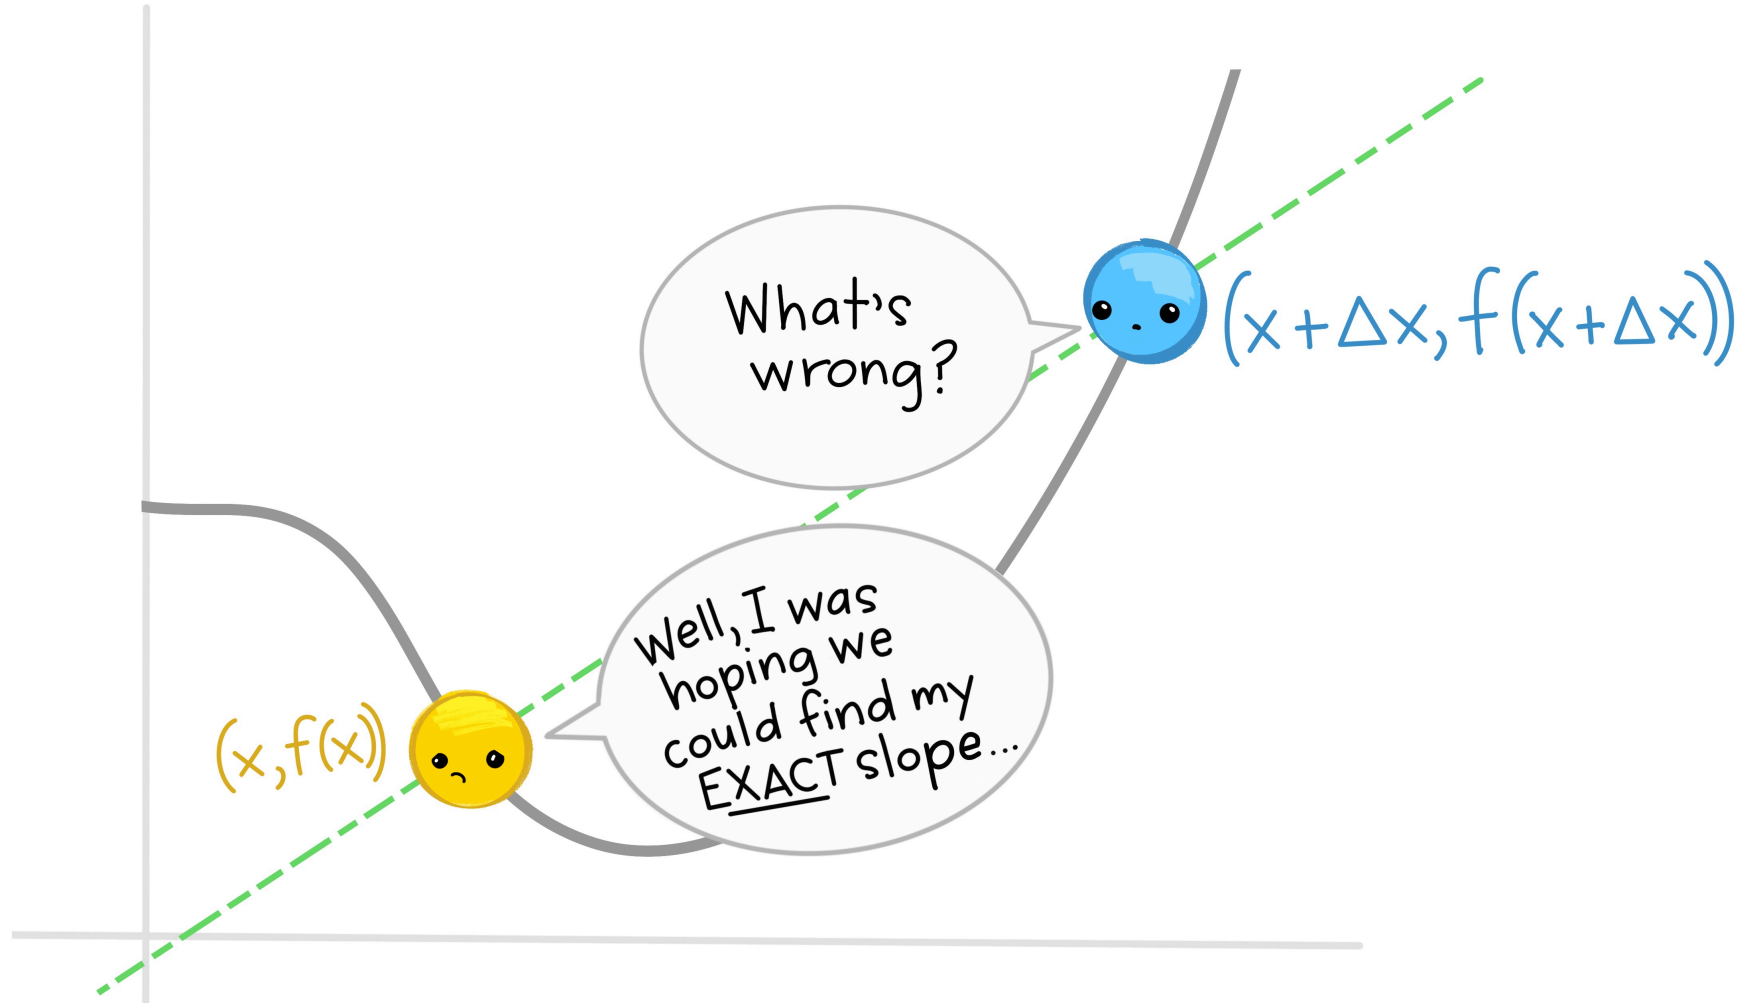 What's
wrong?
(x+Δx, f(x+Δx))
Well, I was
hoping we
could find my
EXACT slope...
(x, f(x))